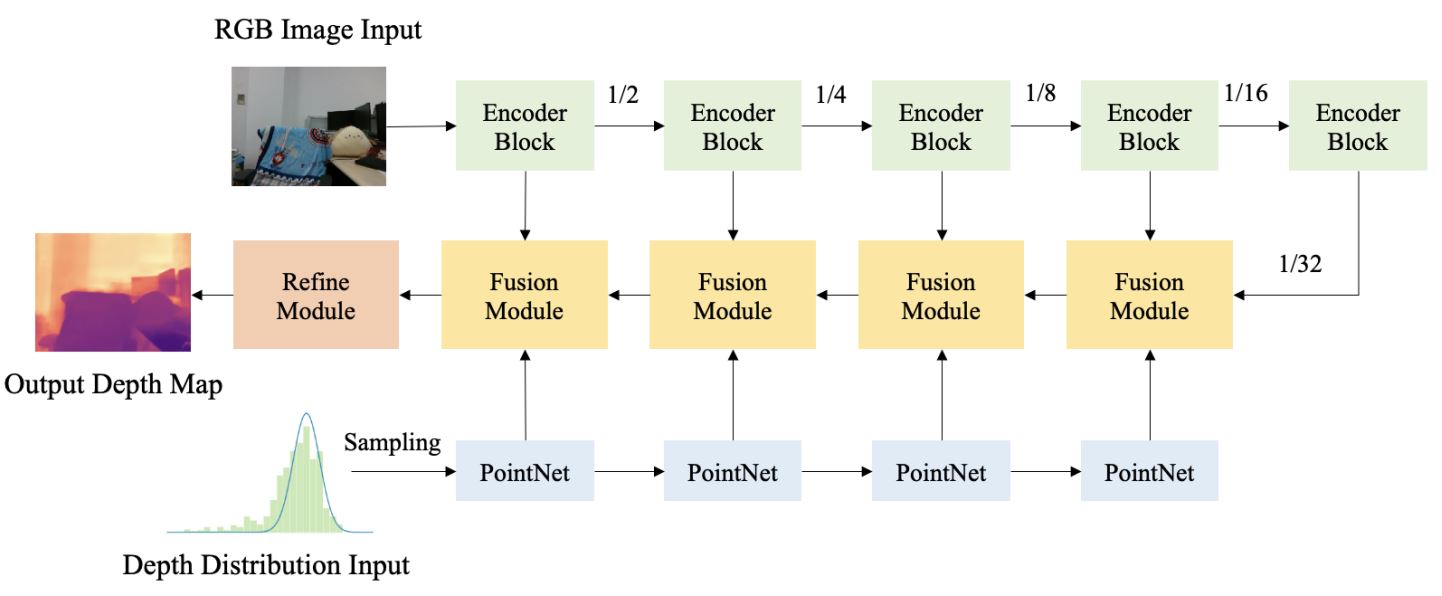 RGB Image Input
Encoder
Block
1/2
Encoder
Block
1/4
Encoder
Block
1/8
Encoder
Block
1/16
Encoder
Block
Refine
Module
Fusion
Module
Fusion
Module
Fusion
Module
Fusion
Module
1/32
Output Depth Map
Sampling
PointNet
PointNet
PointNet
PointNet
Depth Distribution Input